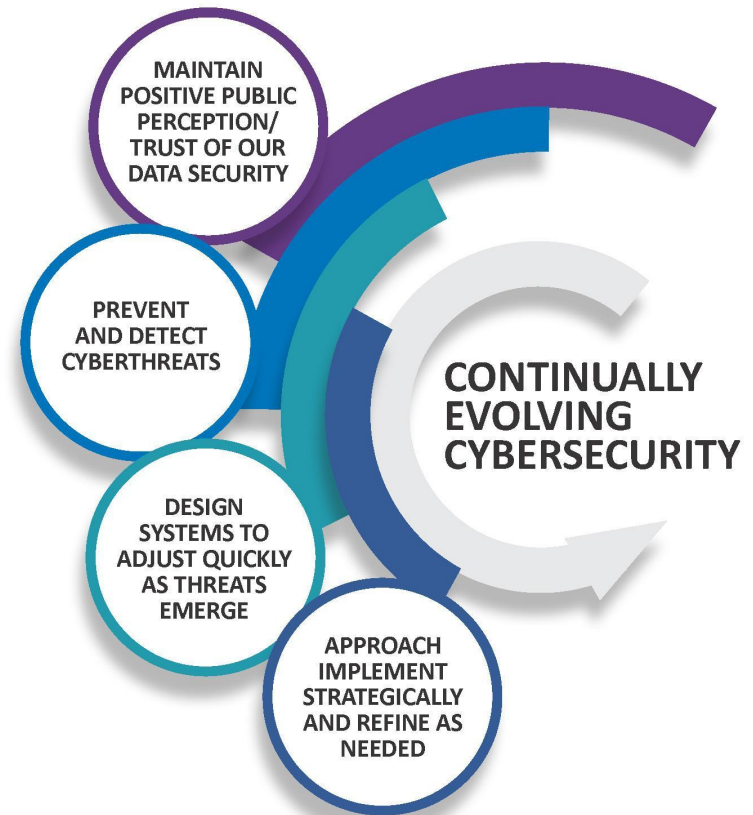 MAINTAIN
POSITIVE PUBLIC
PERCEPTION/
TRUST OF OUR
DATA SECURITY
PREVENT
AND DETECT
CYBERTHREATS
DESIGN
SYSTEMS TO
ADJUST QUICKLY
AS THREATS
EMERGE
APPROACH
IMPLEMENT
STRATEGICALLY
AND REFINE AS
NEEDED
CONTINUALLY
EVOLVING
CYBERSECURITY